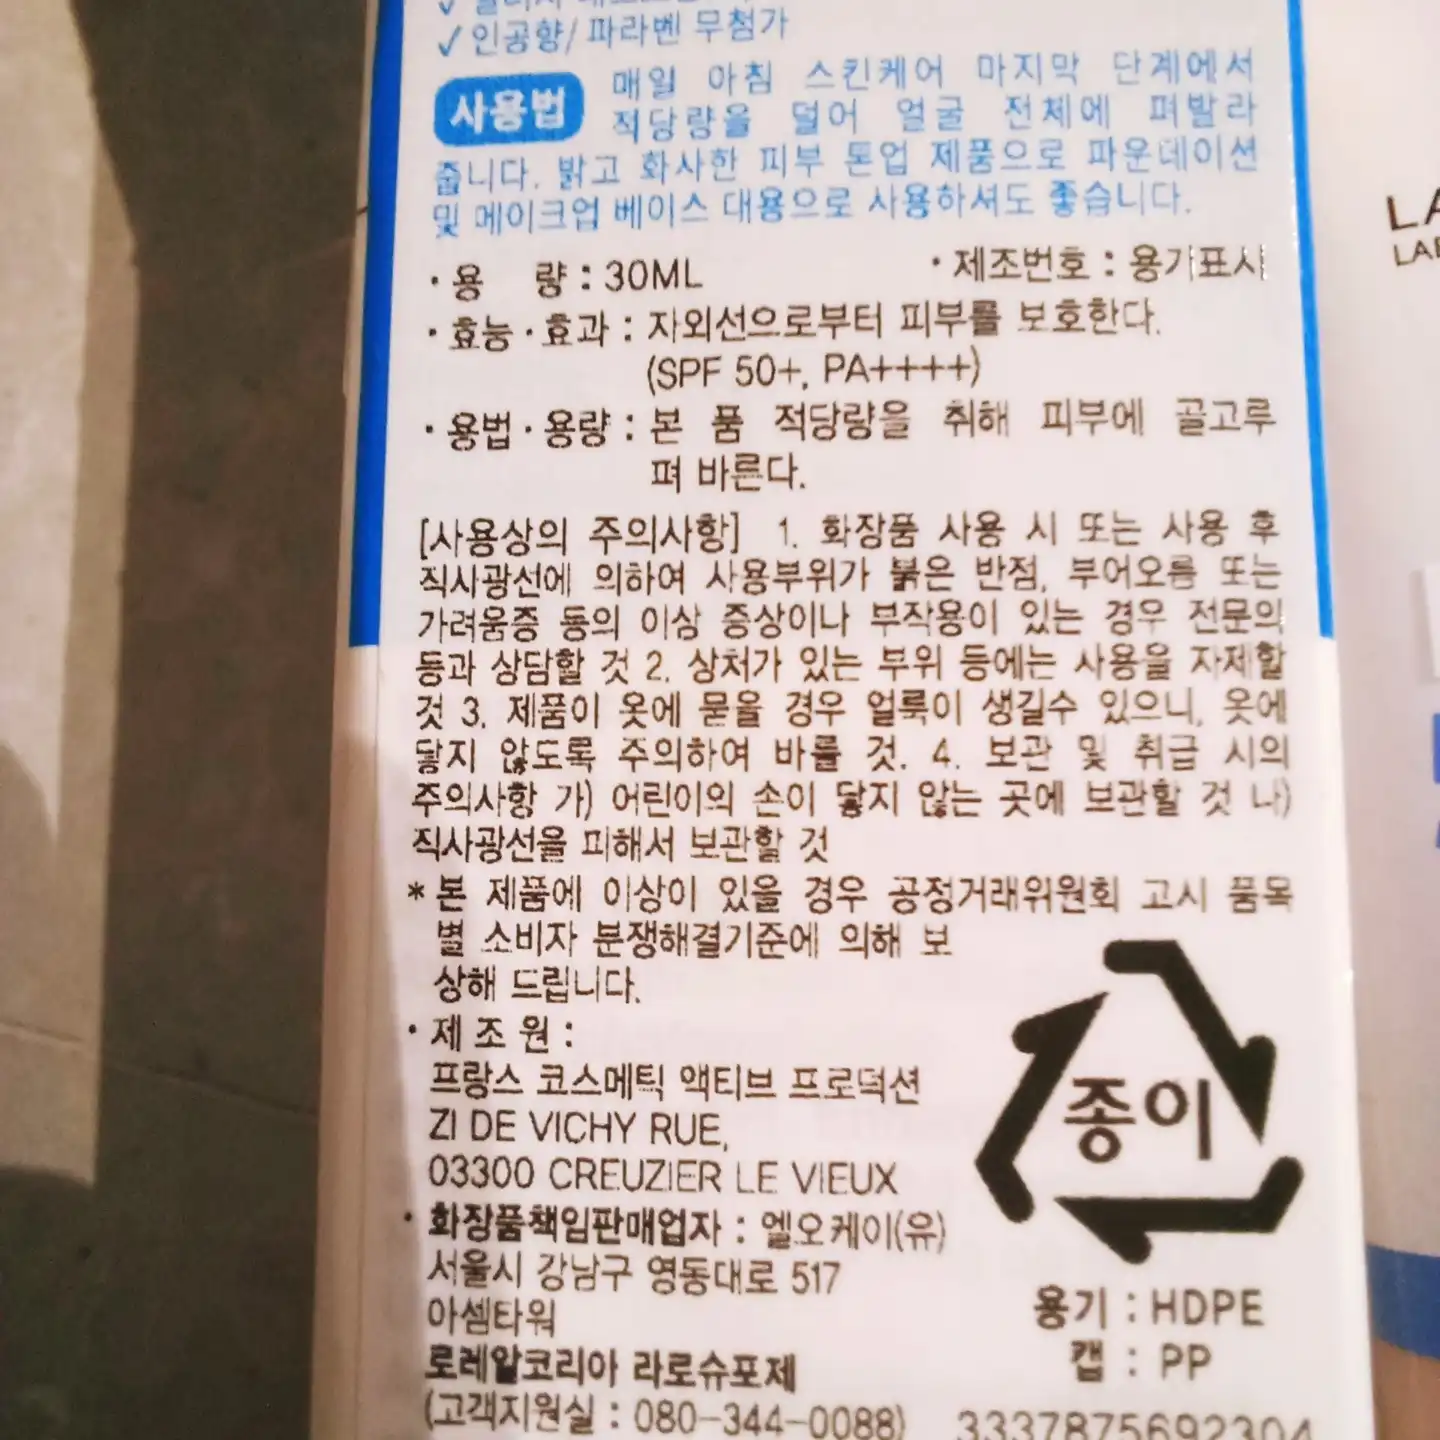 ✓ 인공향/ 파라벤 무첨가
사용법 매일 아침 스킨케어 마지막 단계에서
적당량을 덜어 얼굴 전체에 펴발라
줍니다. 밝고 화사한 피부 톤업 제품으로 파운데이션
및 메이크업 베이스 대용으로 사용하셔도 좋습니다.
· 용 량 : 30ML · 제조번호 : 용기표시
· 효능 · 효과 : 자외선으로부터 피부를 보호한다.
(SPF 50+, PA++++)
· 용법 · 용량 : 본 품 적당량을 취해 피부에 골고루
펴 바른다.
[사용상의 주의사항] 1. 화장품 사용 시 또는 사용 후
직사광선에 의하여 사용부위가 붉은 반점, 부어오름 또는
가려움증 등의 이상 증상이나 부작용이 있는 경우 전문의
등과 상담할 것 2. 상처가 있는 부위 등에는 사용을 자제할
것 3. 제품이 옷에 묻을 경우 얼룩이 생길수 있으니, 옷에
닿지 않도록 주의하여 바를 것. 4. 보관 및 취급 시의
주의사항 가) 어린이의 손이 닿지 않는 곳에 보관할 것 나)
직사광선을 피해서 보관할 것
* 본 제품에 이상이 있을 경우 공정거래위원회 고시 품목
별 소비자 분쟁해결기준에 의해 보
상해 드립니다.
· 제 조 원 :
프랑스 코스메틱 액티브 프로덕션
ZI DE VICHY RUE,
03300 CREUZIER LE VIEUX
종이
· 화장품책임판매업자 : 엘오케이(유)
서울시 강남구 영동대로 517
아셈타워
로레알코리아 라로슈포제
(고객지원실 : 080-344-0088)
용기 : HDPE
캡 : PP
3337875692304
LA